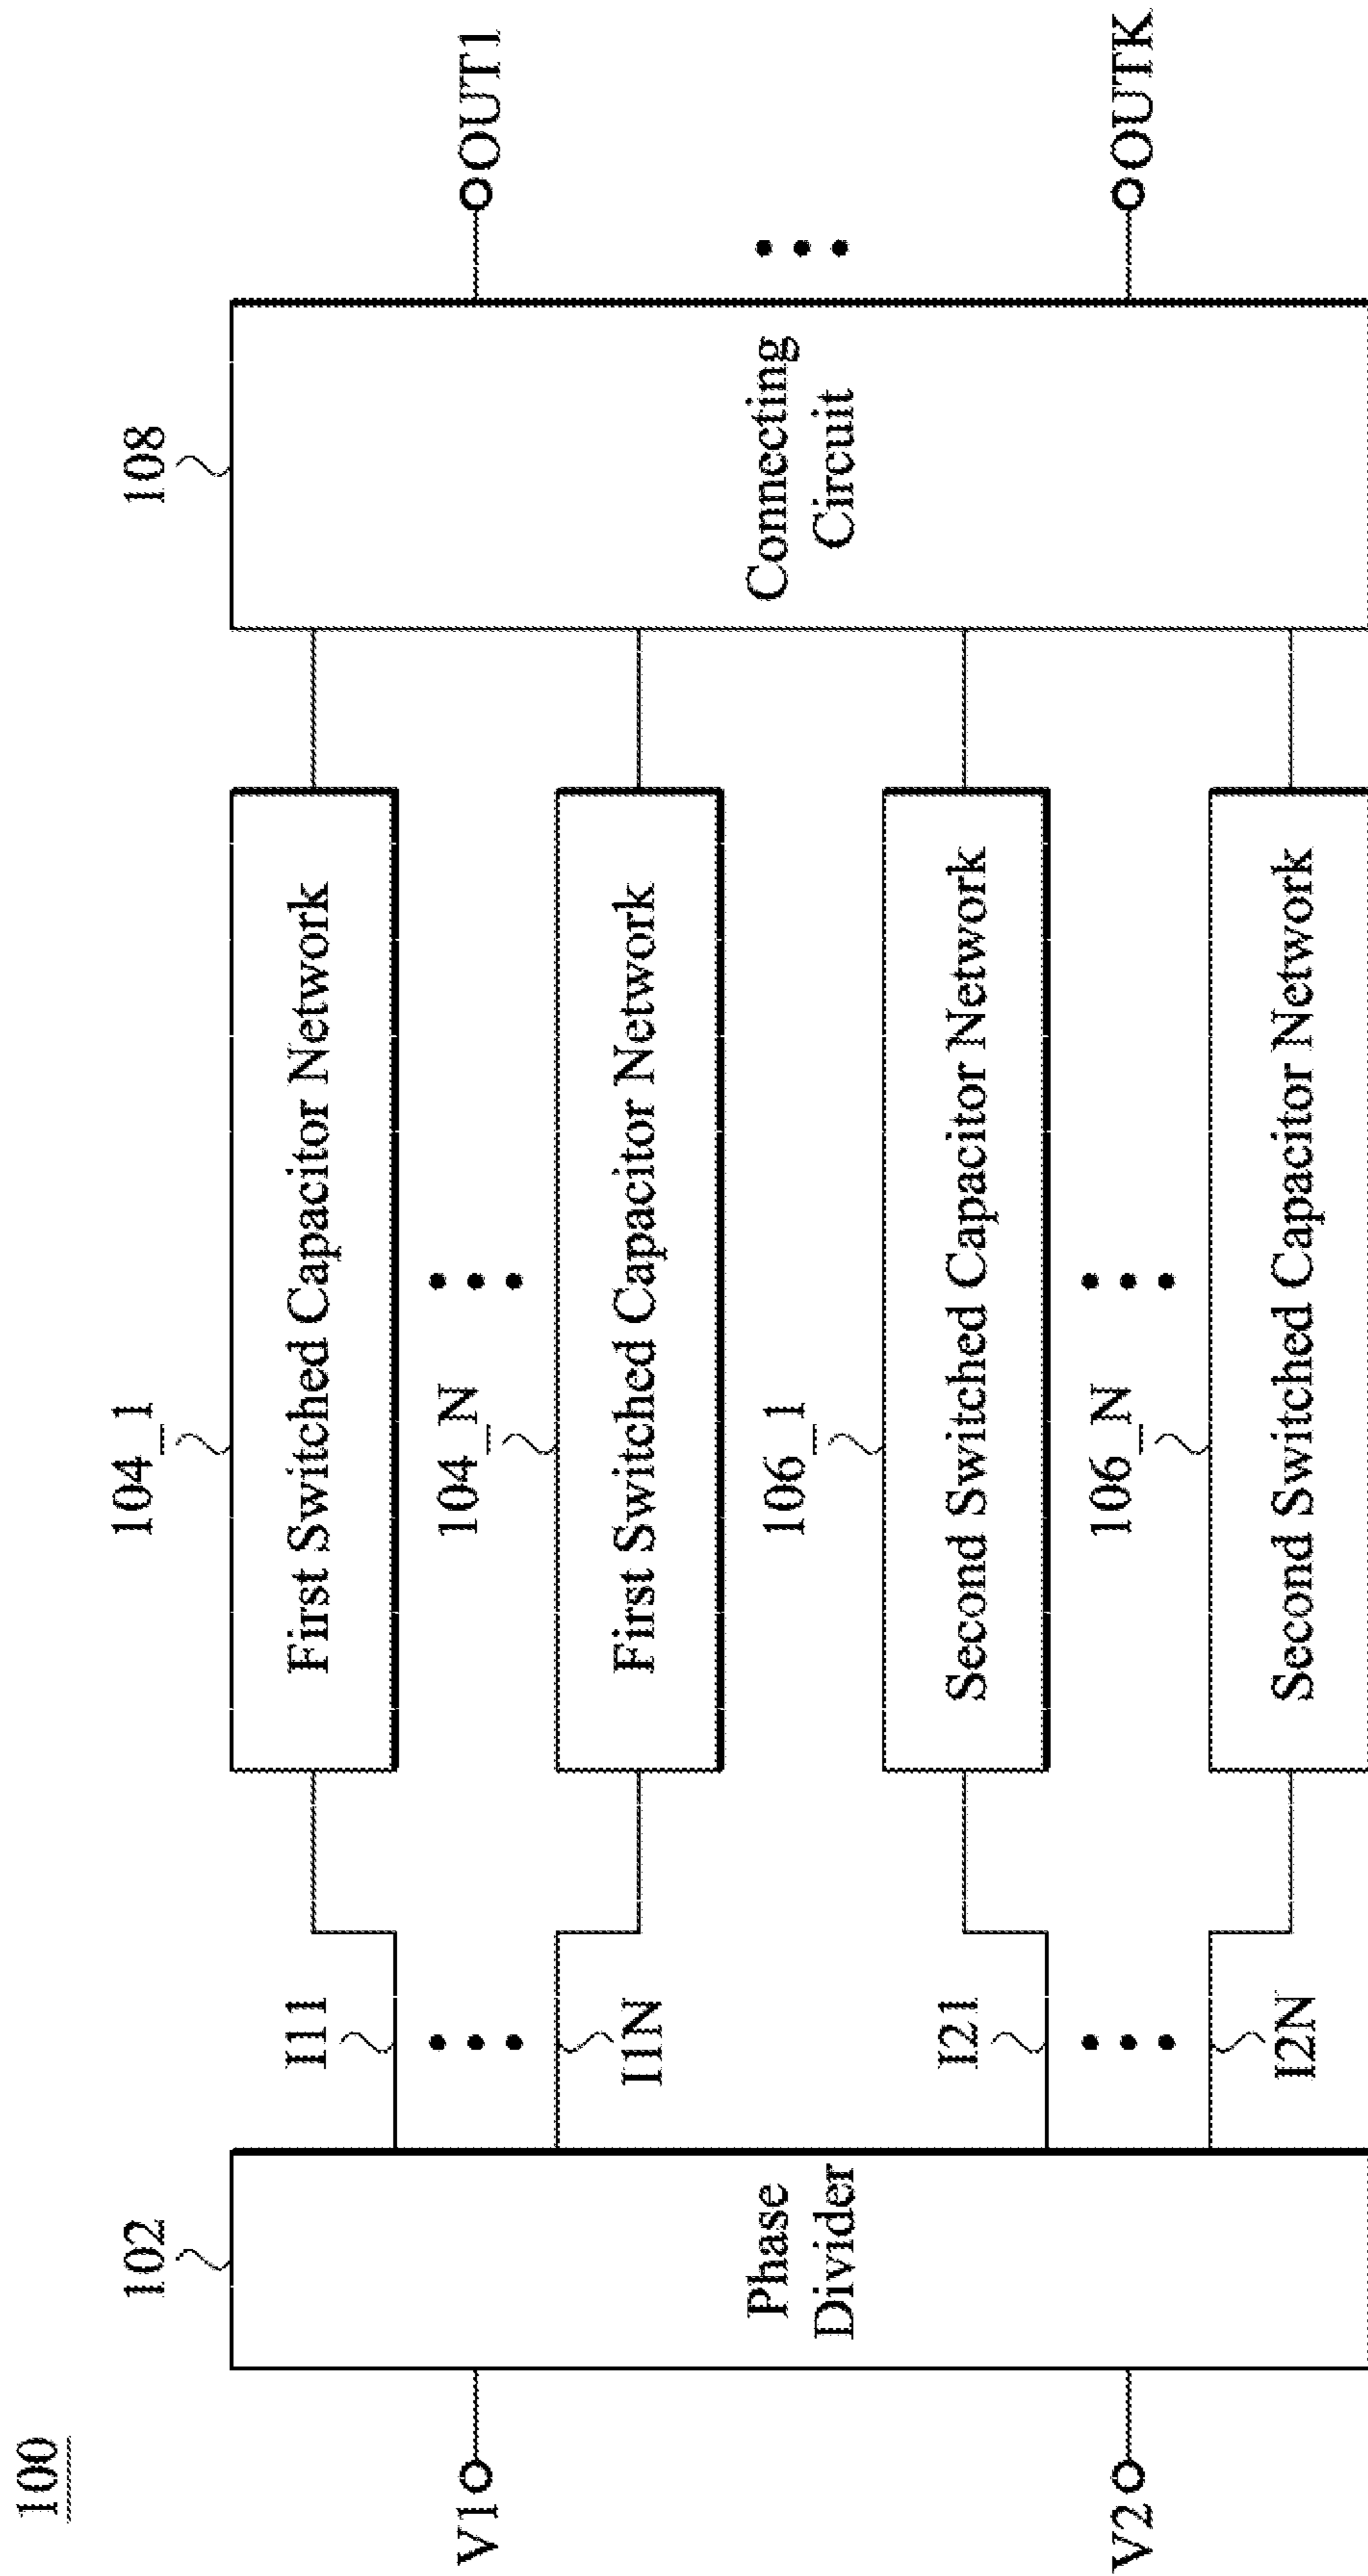 100
V1
V2
102
Phase
Divider
I11
I1N
I21
I2N
104_1
First Switched Capacitor Network
104_N
First Switched Capacitor Network
106_1
Second Switched Capacitor Network
106_N
Second Switched Capacitor Network
108
Connecting
Circuit
OUT1
OUTK